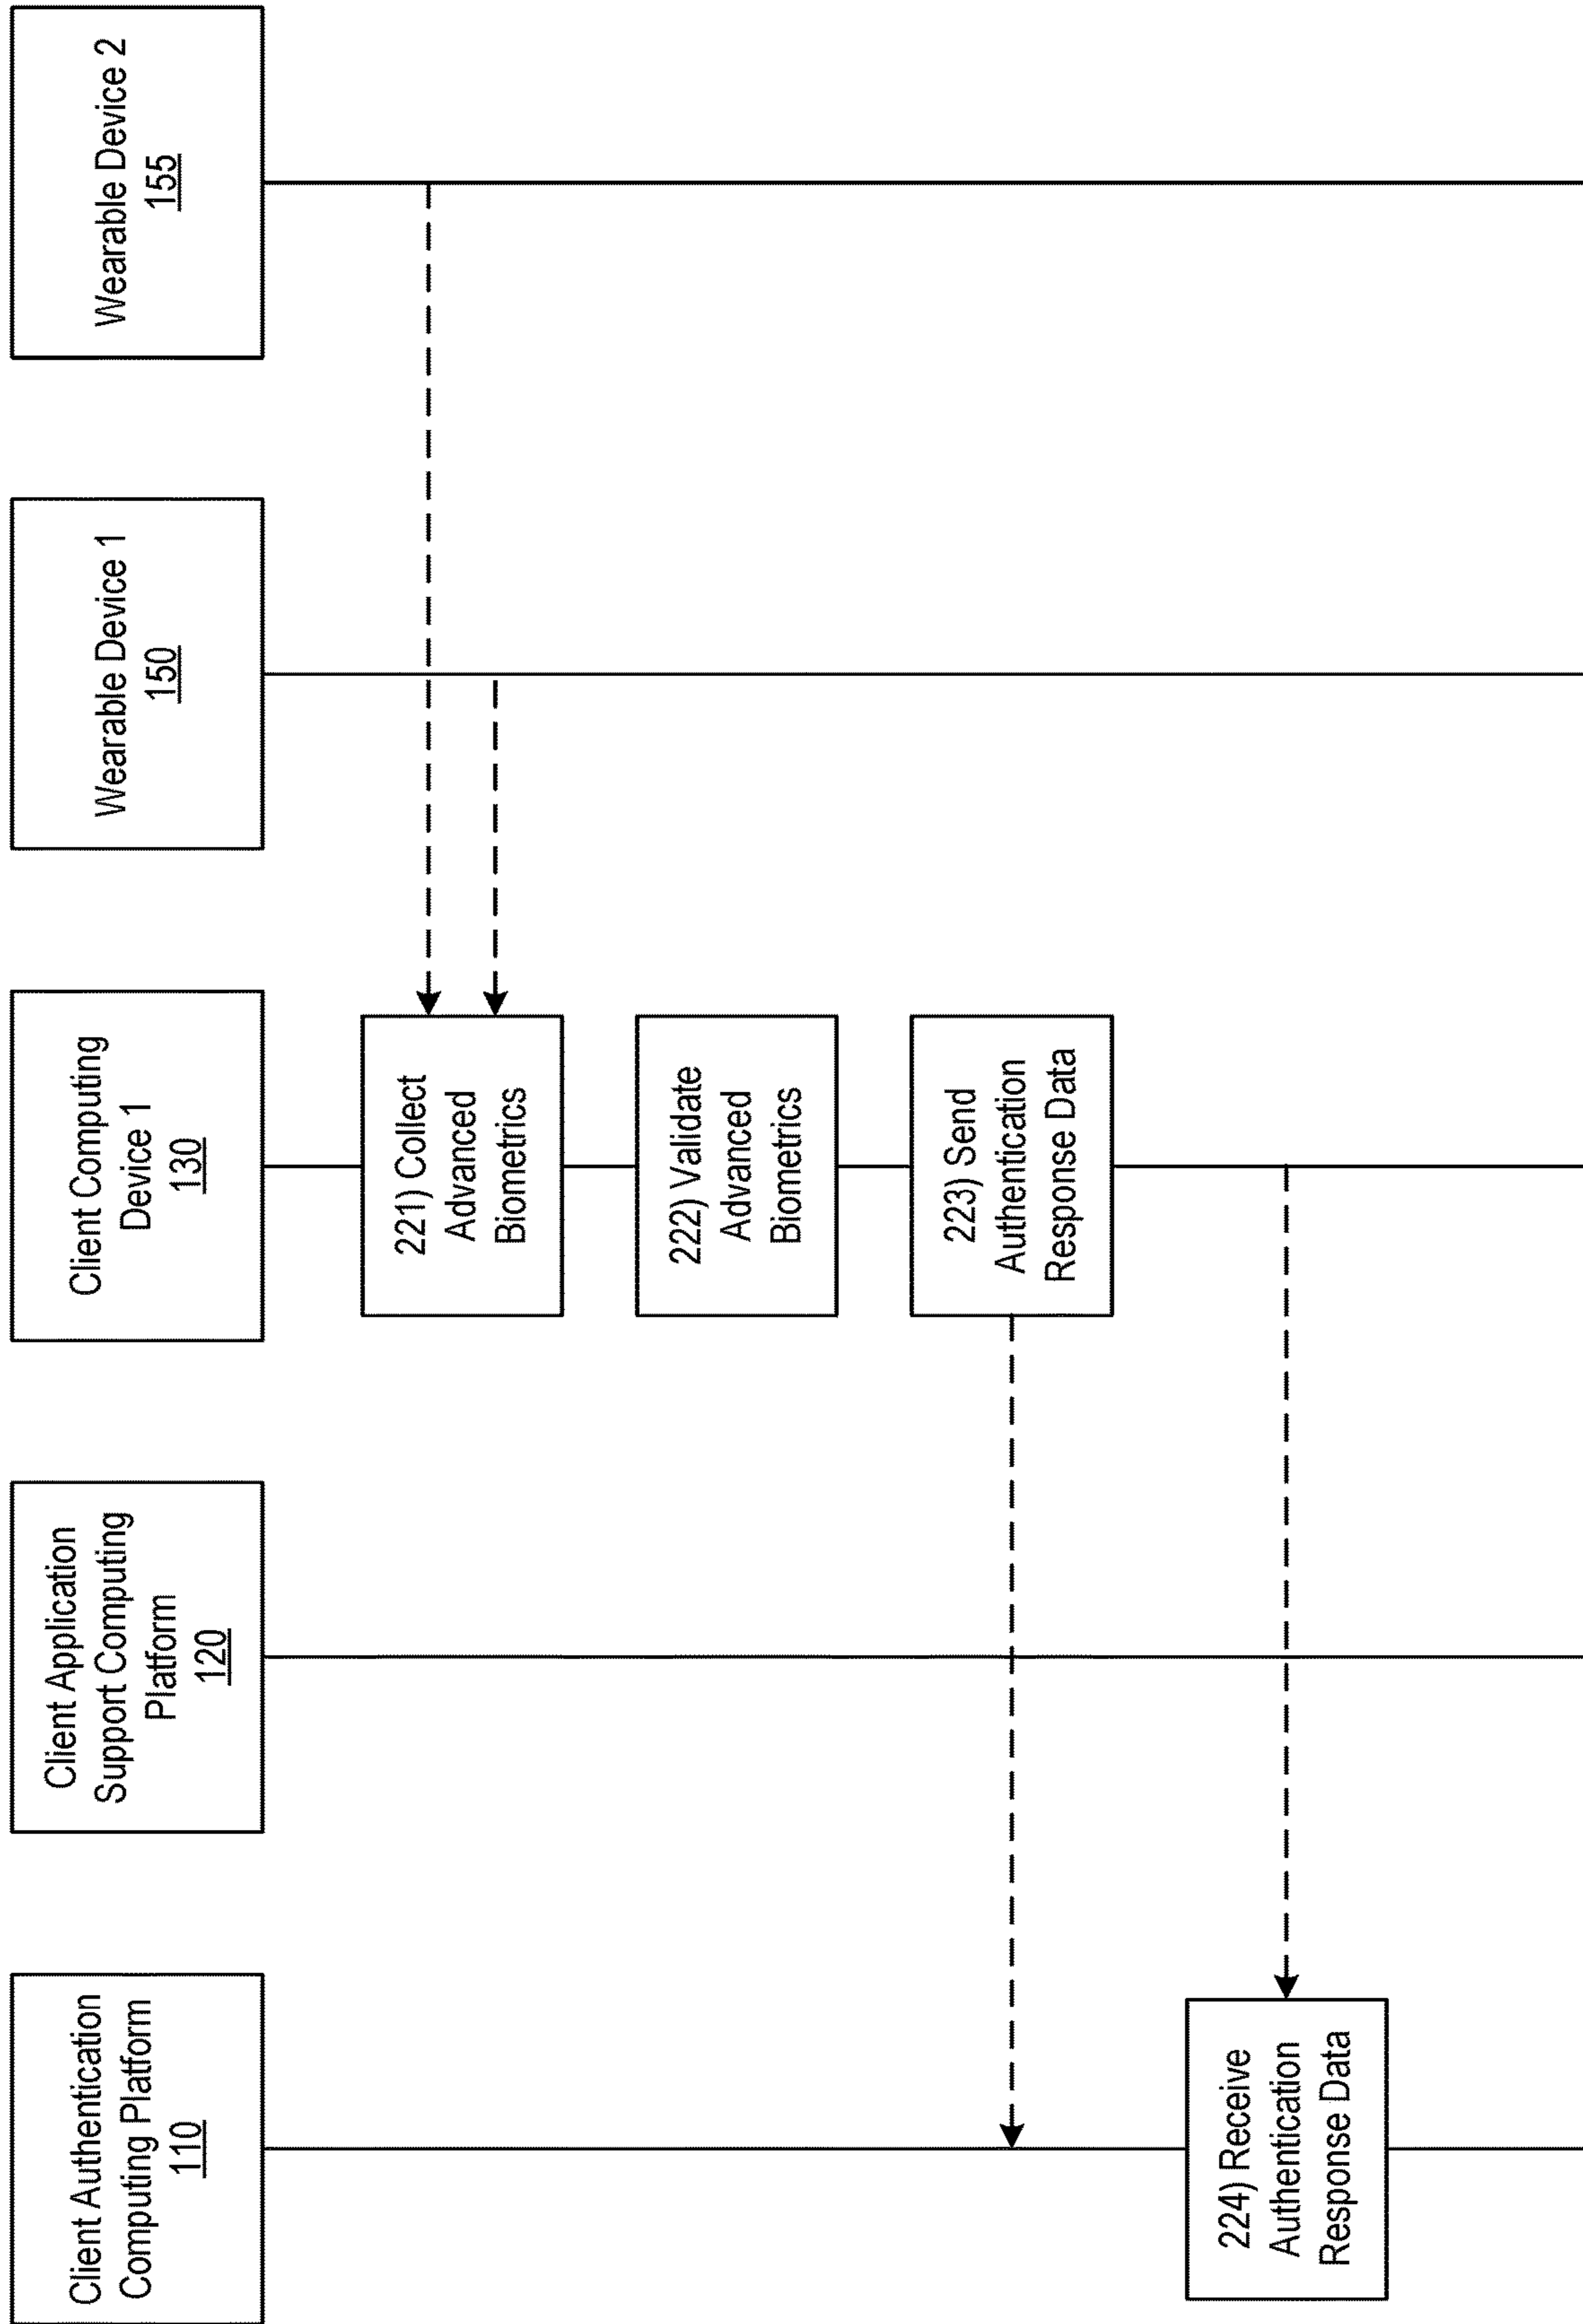 Client Authentication
Computing Platform
110
Client Application
Support Computing
Platform
120
Client Computing
Device 1
130
Wearable Device 1
150
Wearable Device 2
155
221) Collect
Advanced
Biometrics
222) Validate
Advanced
Biometrics
223) Send
Authentication
Response Data
224) Receive
Authentication
Response Data